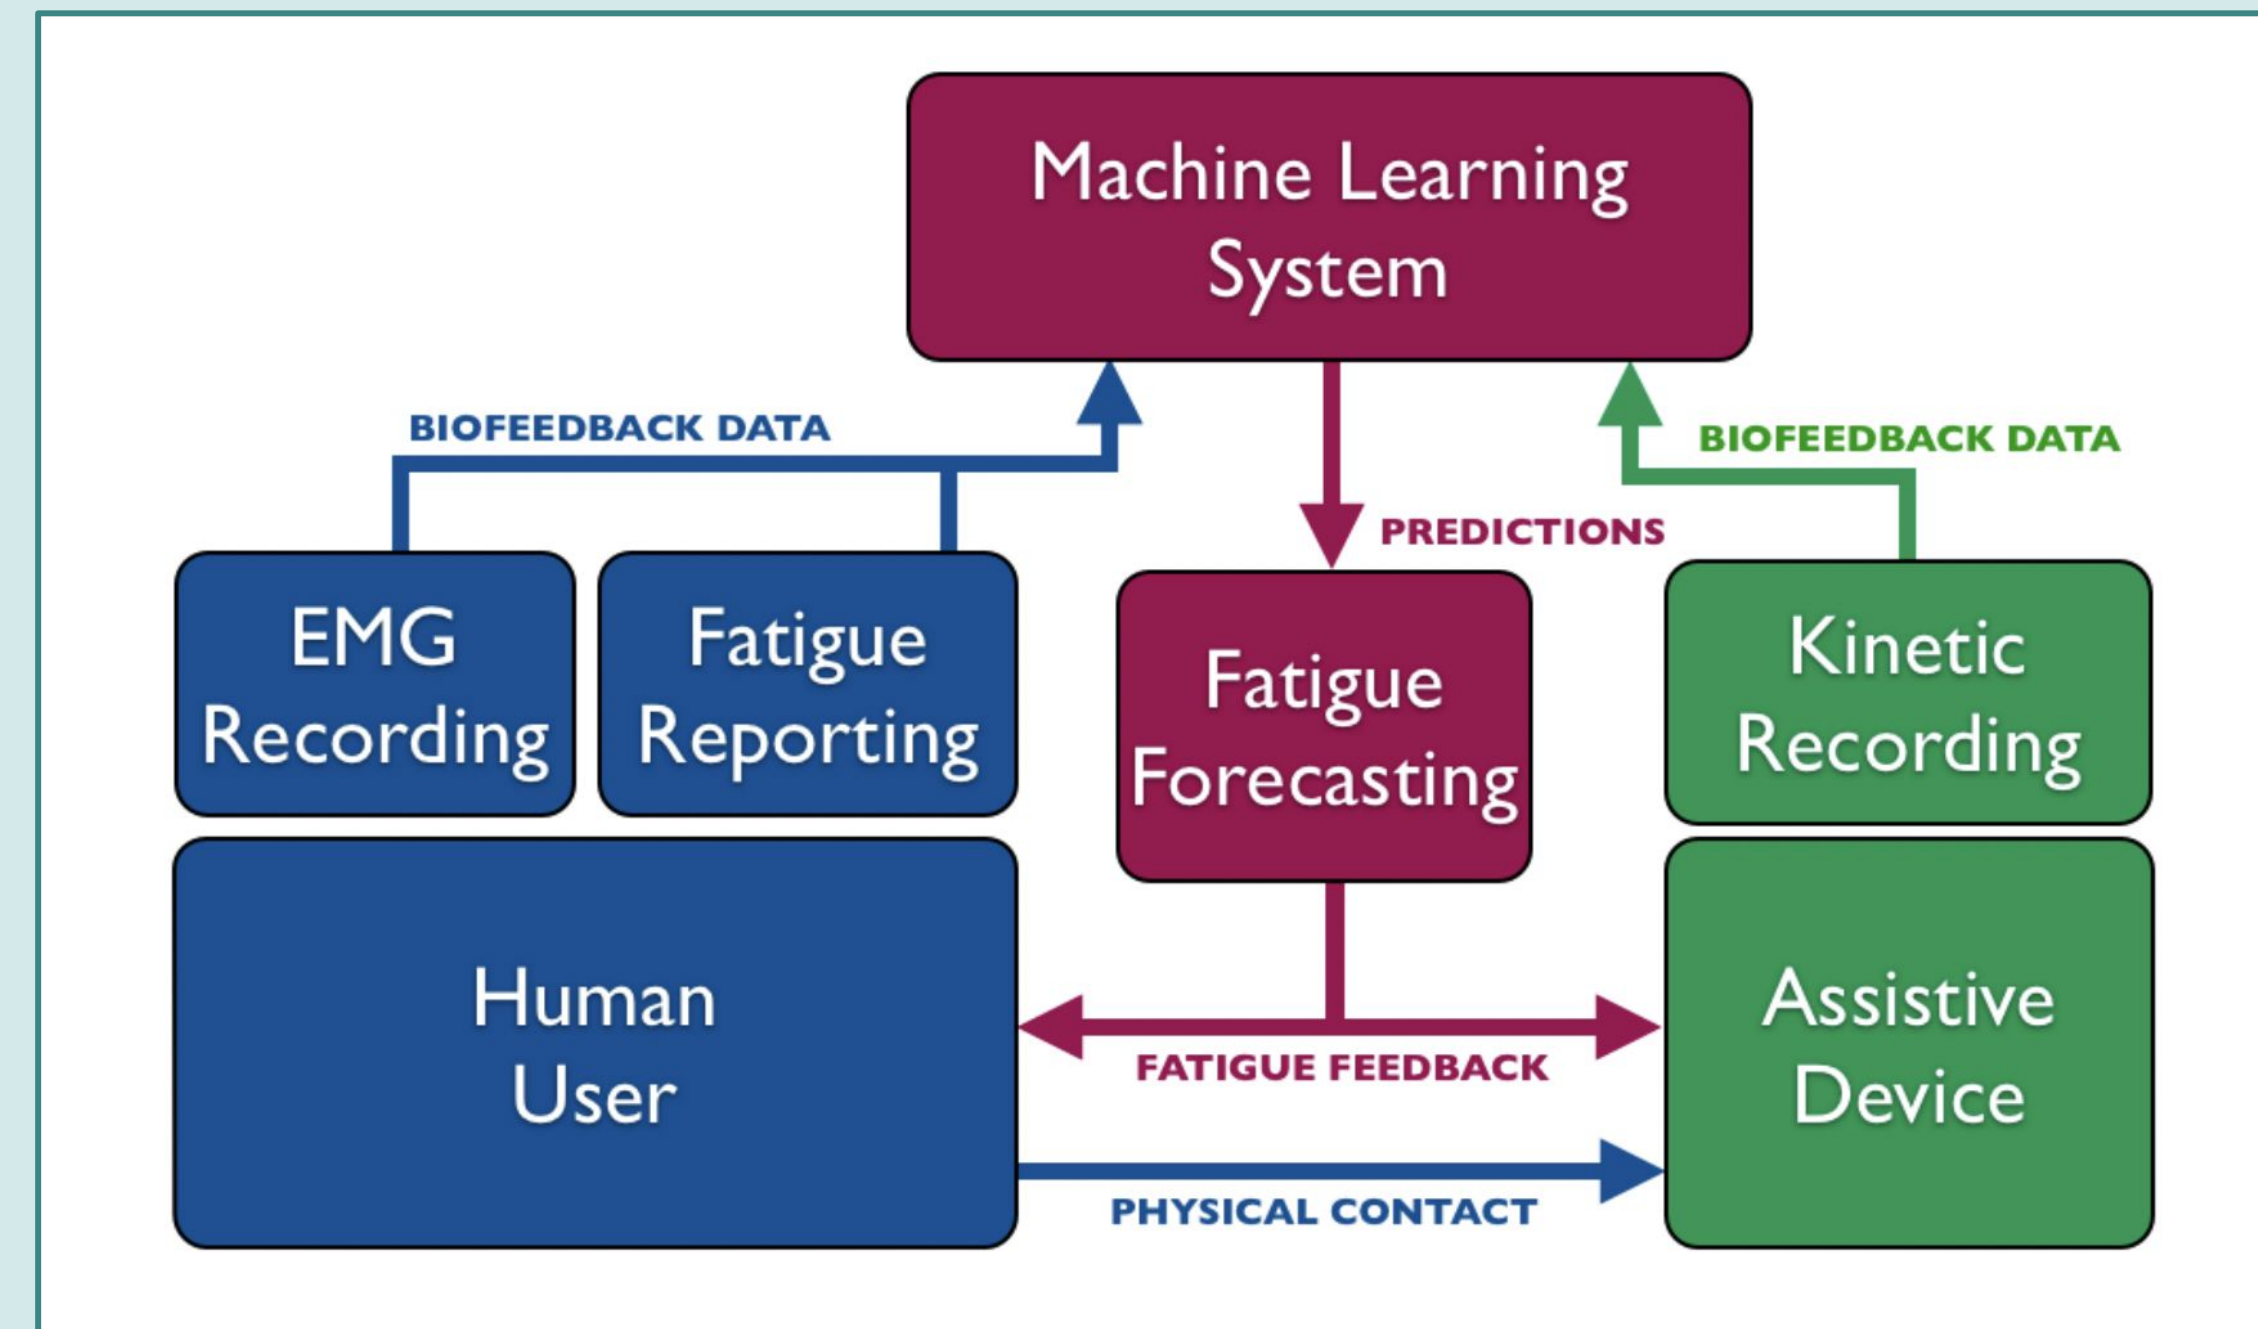 Machine Learning
System
BIOFEEDBACK DATA
BIOFEEDBACK DATA
PREDICTIONS
EMG
Recording
Fatigue
Reporting
Fatigue
Forecasting
Kinetic
Recording
Human
User
Assistive
Device
FATIGUE FEEDBACK
PHYSICAL CONTACT